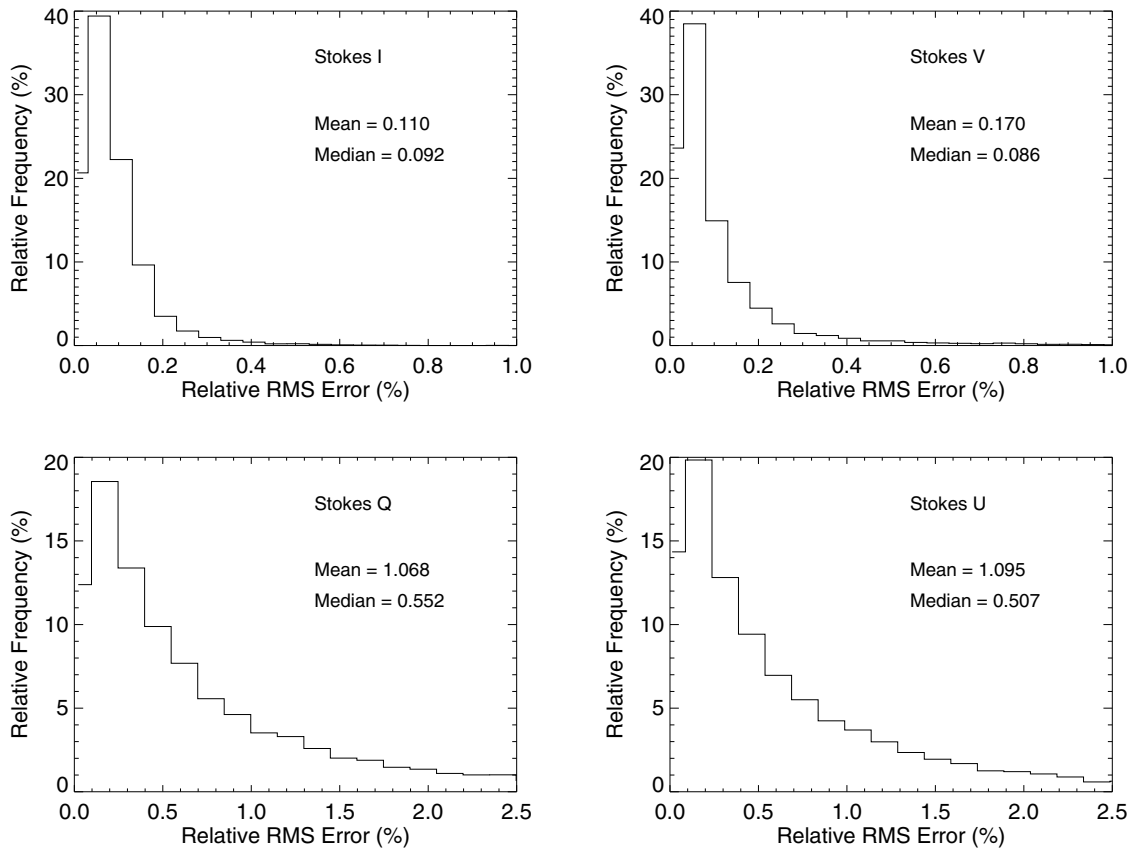 Relative Frequency (%)
40
30
20
10
0
Stokes I
Mean = 0.110
Median = 0.092
0.0 0.2 0.4 0.6 0.8 1.0
Relative RMS Error (%)
Relative Frequency (%)
40
30
20
10
0
Stokes V
Mean = 0.170
Median = 0.086
0.0 0.2 0.4 0.6 0.8 1.0
Relative RMS Error (%)
Relative Frequency (%)
20
15
10
5
0
Stokes Q
Mean = 1.068
Median = 0.552
0.0 0.5 1.0 1.5 2.0 2.5
Relative RMS Error (%)
Relative Frequency (%)
20
15
10
5
0
Stokes U
Mean = 1.095
Median = 0.507
0.0 0.5 1.0 1.5 2.0 2.5
Relative RMS Error (%)